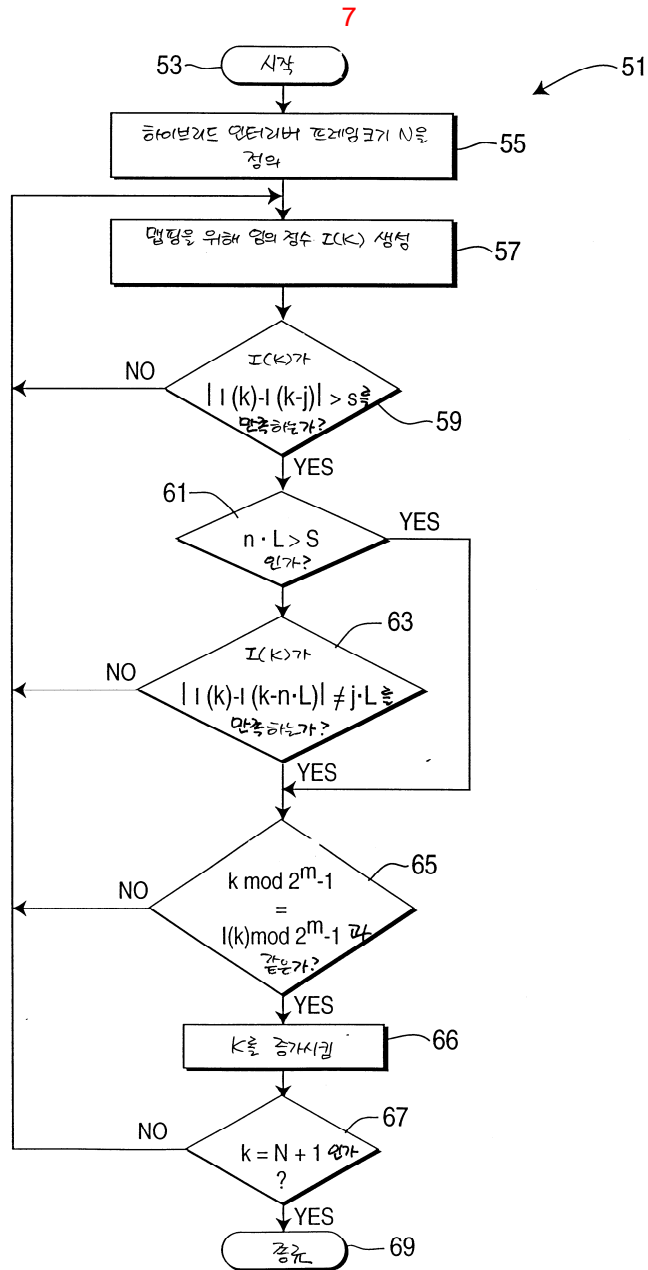 7
53
시작
51
하이브리드 인터리버 프레임크기 N을
정의
55
맵핑을 위해 임의 정수 I(K) 생성
57
I(K)가
| I (k)-I (k-j)| > s를
만족하는가?
59
NO
YES
61
n · L > S
인가?
YES
63
I(K)가
| I (k)-I (k-n·L)| ≠ j·L 를
만족하는가?
NO
YES
65
k mod 2^m-1
=
I(k)mod 2^m-1 과
같은가?
NO
YES
K를 증가시킴
66
67
k = N + 1 인가
?
NO
YES
종류
69